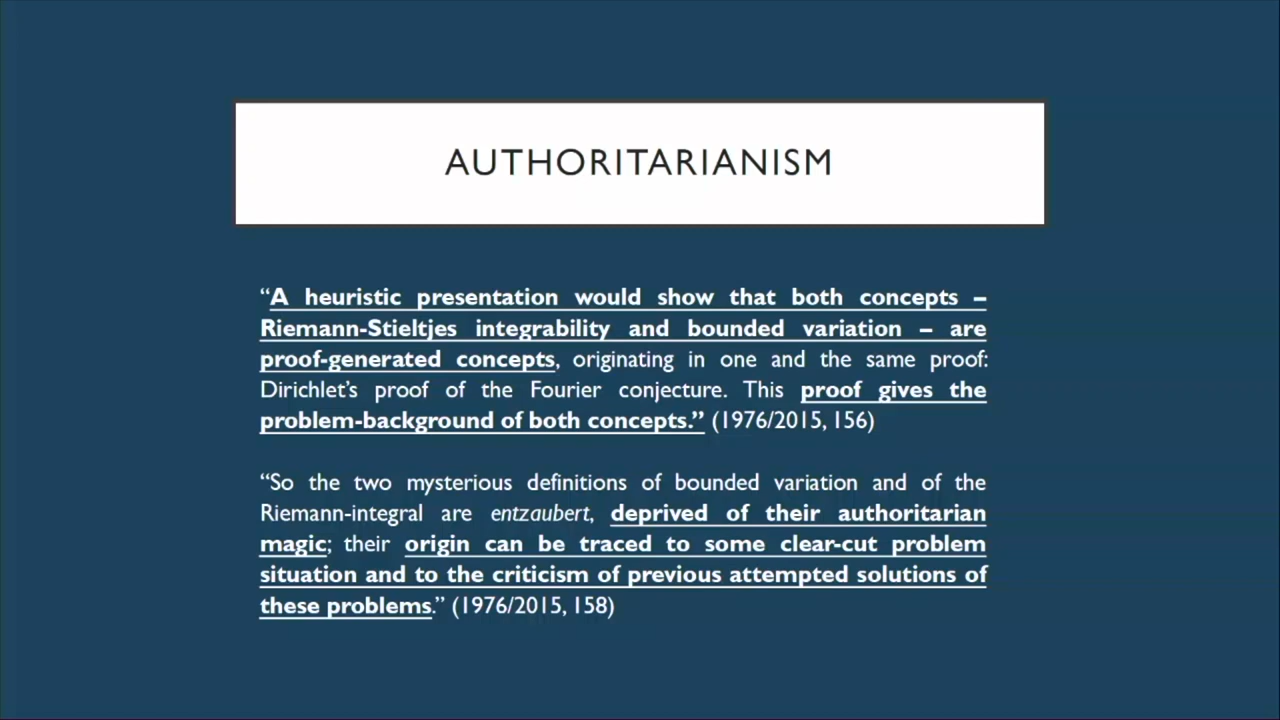 AUTHORITARIANISM
“A heuristic presentation would show that both concepts –
Riemann-Stieltjes integrability and bounded variation – are
proof-generated concepts, originating in one and the same proof:
Dirichlet’s proof of the Fourier conjecture. This proof gives the
problem-background of both concepts.” (1976/2015, 156)
“So the two mysterious definitions of bounded variation and of the
Riemann-integral are entzaubert, deprived of their authoritarian
magic; their origin can be traced to some clear-cut problem
situation and to the criticism of previous attempted solutions of
these problems.” (1976/2015, 158)